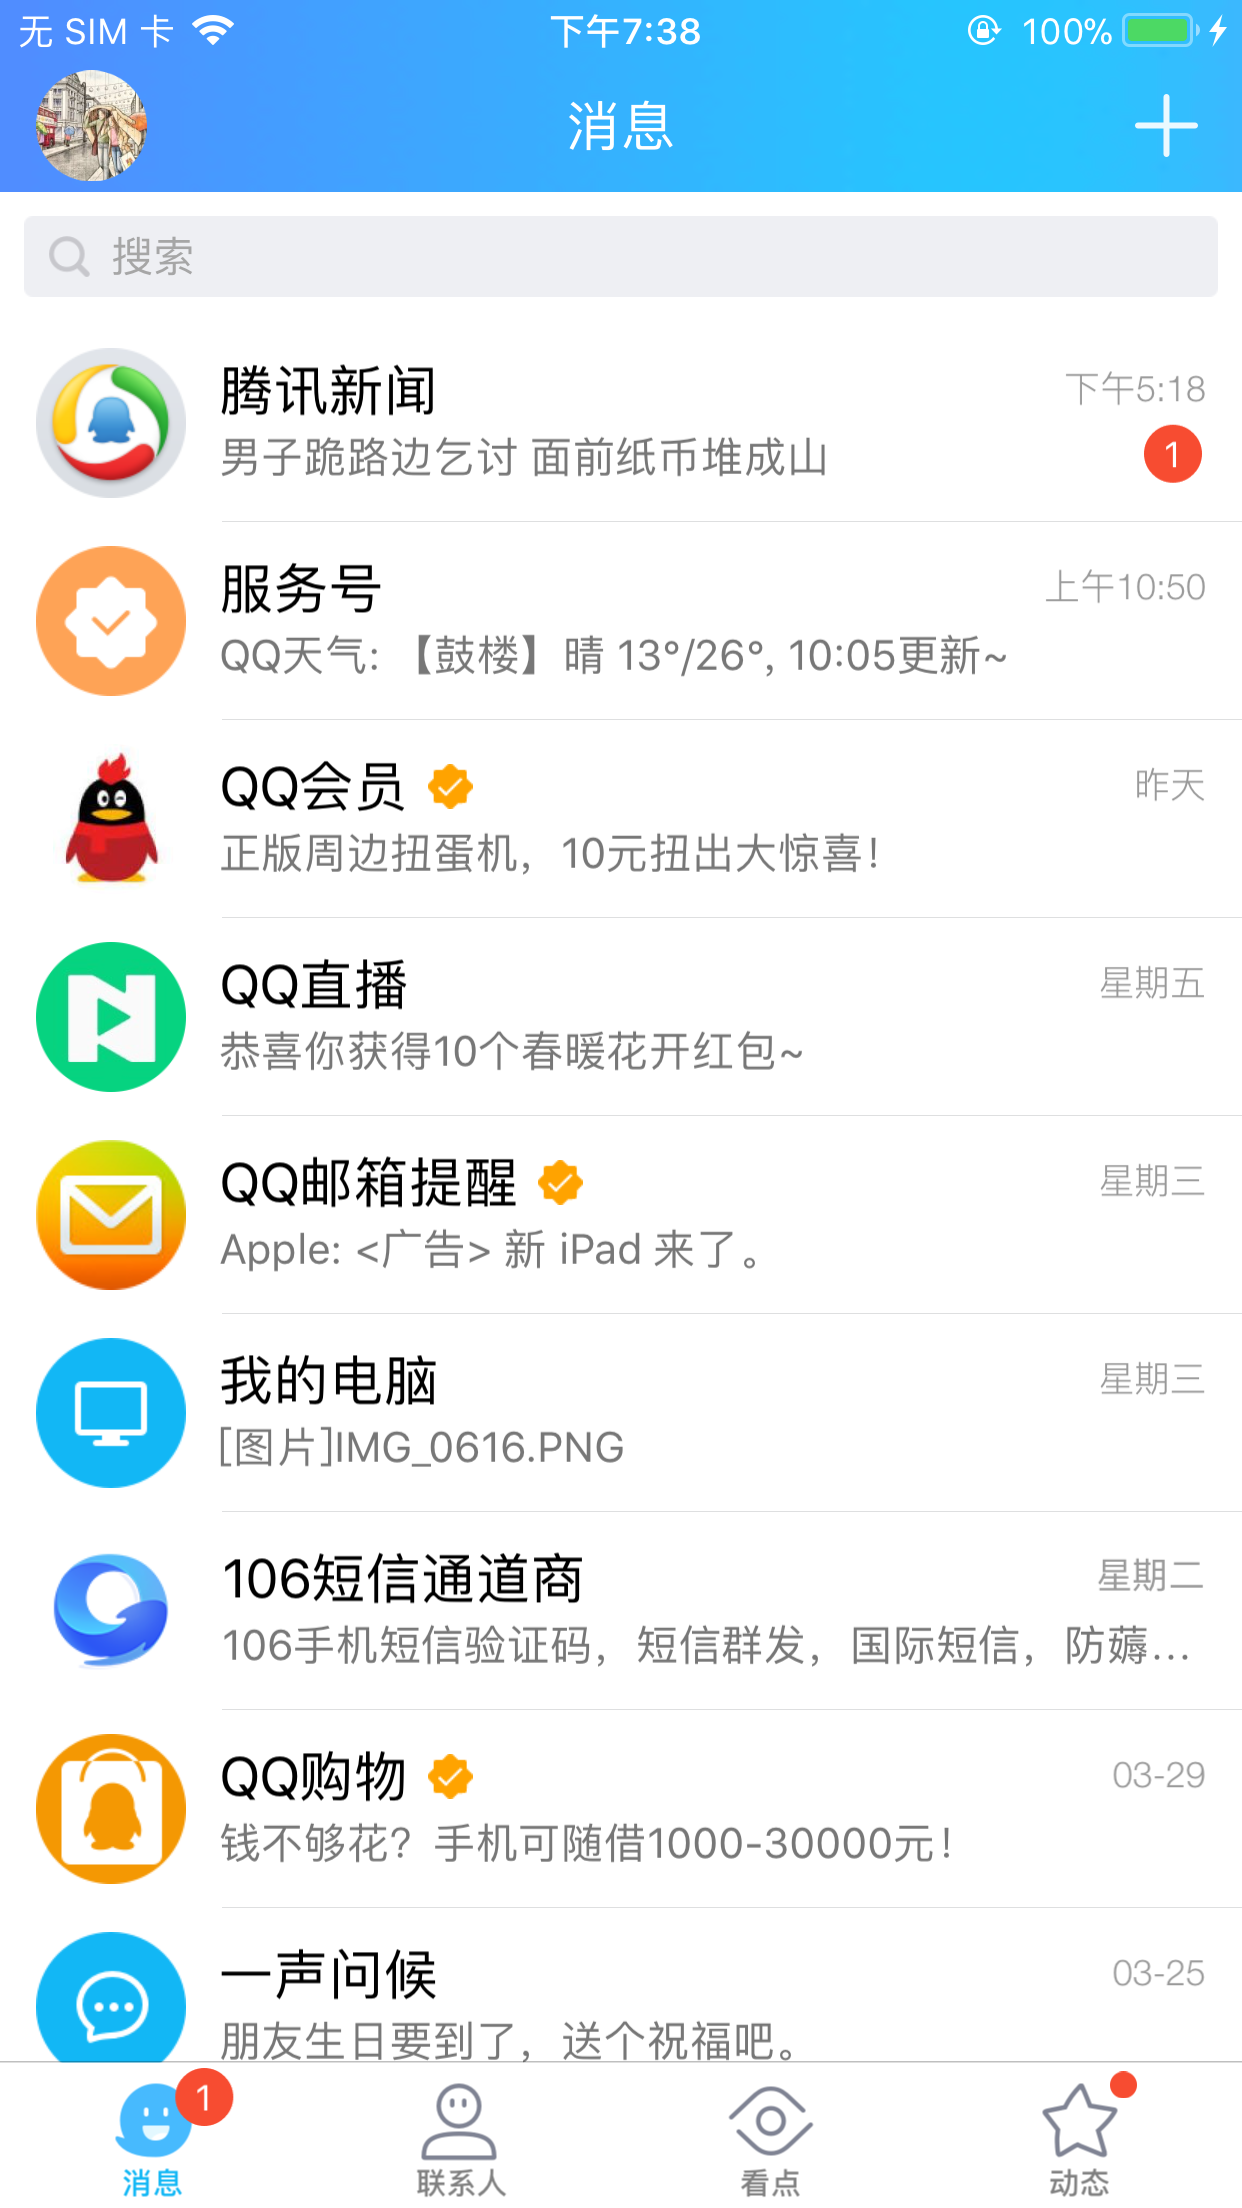 无 SIM 卡 下午7:38 100%
消息
搜索
腾讯新闻 下午5:18
男子跪路边乞讨 面前纸币堆成山 1
服务号 上午10:50
QQ天气: 【鼓楼】晴 13°/26°, 10:05更新~
QQ会员 昨天
正版周边扭蛋机，10元扭出大惊喜！
QQ直播 星期五
恭喜你获得10个春暖花开红包~
QQ邮箱提醒 星期三
Apple: <广告> 新 iPad 来了。
我的电脑 星期三
[图片]IMG_0616.PNG
106短信通道商 星期二
106手机短信验证码，短信群发，国际短信，防薅...
QQ购物 03-29
钱不够花？手机可随借1000-30000元！
一声问候 03-25
朋友生日要到了，送个祝福吧。
1
消息 联系人 看点 动态